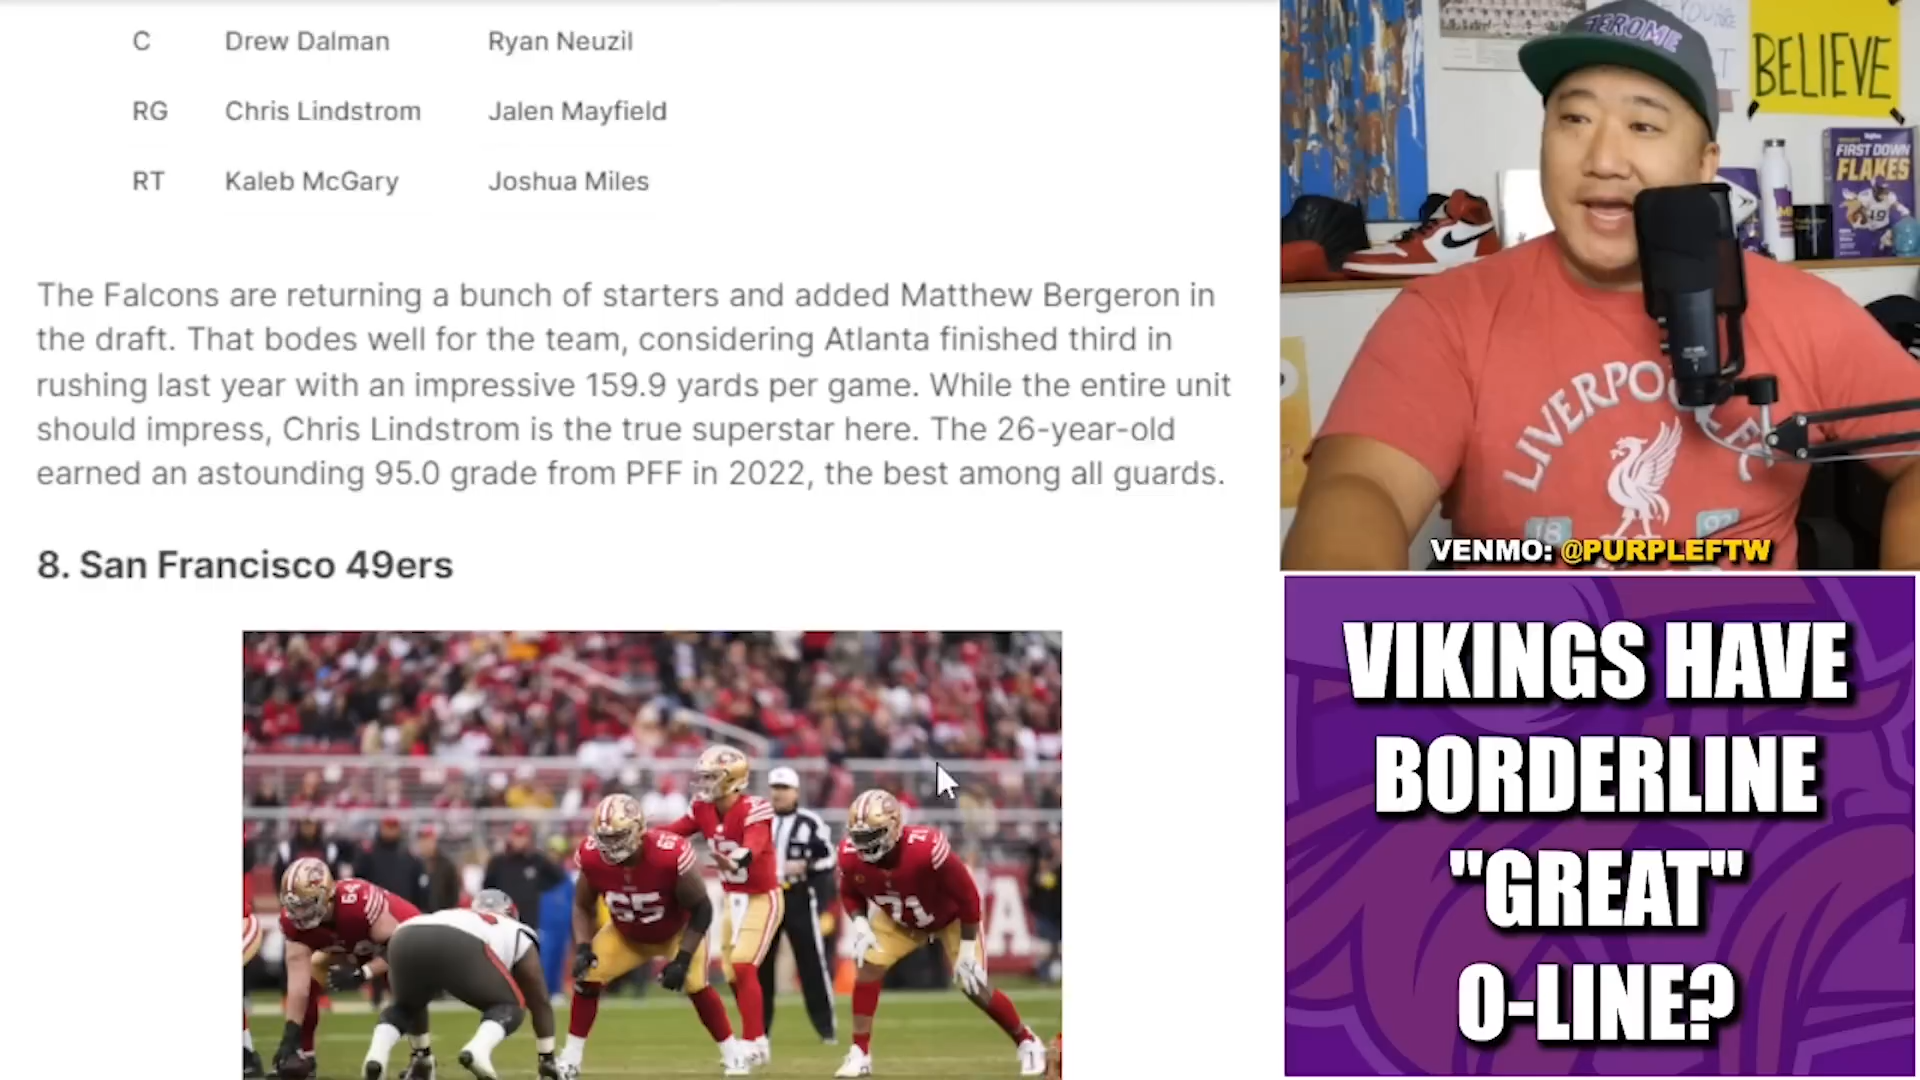 C Drew Dalman Ryan Neuzil
RG Chris Lindstrom Jalen Mayfield
RT Kaleb McGary Joshua Miles
The Falcons are returning a bunch of starters and added Matthew Bergeron in
the draft. That bodes well for the team, considering Atlanta finished third in
rushing last year with an impressive 159.9 yards per game. While the entire unit
should impress, Chris Lindstrom is the true superstar here. The 26-year-old
earned an astounding 95.0 grade from PFF in 2022, the best among all guards.
8. San Francisco 49ers
64
65
71
JEROME
BELIEVE
FIRST DOWN
FLAKES
19
LIVERPO
18
92
VENMO: @PURPLEFTW
VIKINGS HAVE
BORDERLINE
"GREAT"
O-LINE?